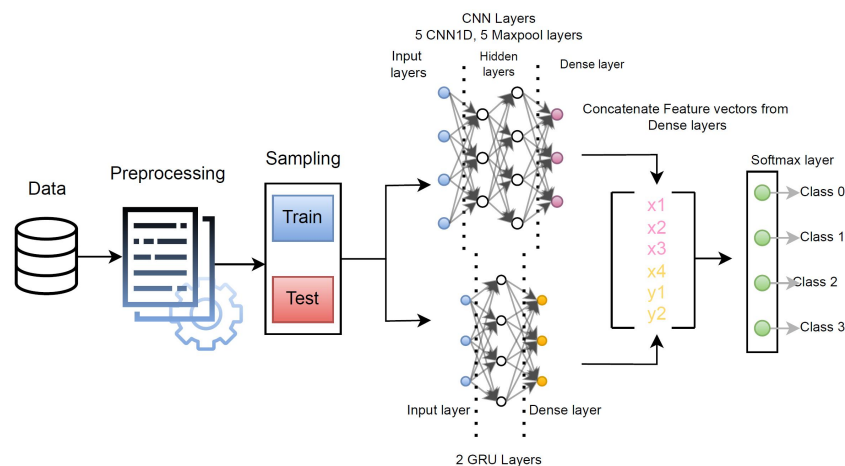 CNN Layers
5 CNN1D, 5 Maxpool layers
Input
layers
Hidden
layers
Dense layer
Concatenate Feature vectors from
Dense layers
Data
Preprocessing
Sampling
Train
Test
x1
x2
x3
x4
y1
y2
Softmax layer
Class 0
Class 1
Class 2
Class 3
Input layer
Dense layer
2 GRU Layers